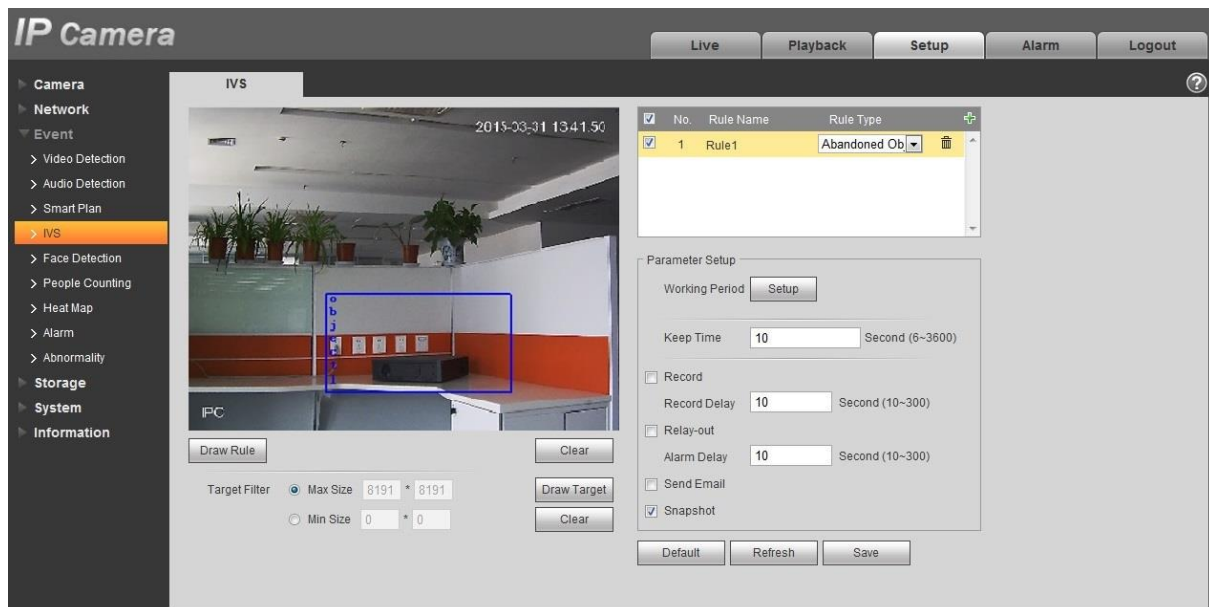 IP Camera
Live Playback Setup Alarm Logout
Camera
Network
Event
Video Detection
Audio Detection
Smart Plan
IVS
Face Detection
People Counting
Heat Map
Alarm
Abnormality
Storage
System
Information
IVS
?
2015-03-31 13:41:50
object1
IPC
Draw Rule Clear
Target Filter Max Size 8191 * 8191 Draw Target
Min Size 0 * 0 Clear
No. Rule Name Rule Type
1 Rule1 Abandoned Ob
Parameter Setup
Working Period Setup
Keep Time 10 Second (6~3600)
Record
Record Delay 10 Second (10~300)
Relay-out
Alarm Delay 10 Second (10~300)
Send Email
Snapshot
Default Refresh Save